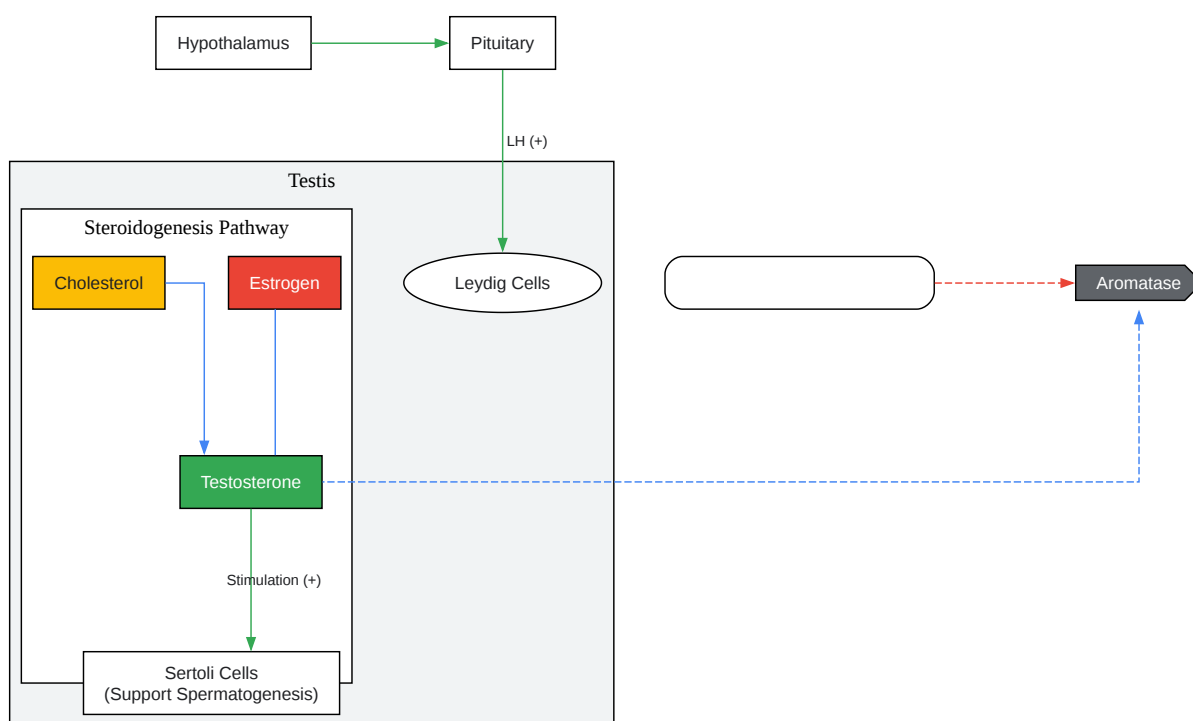 Hypothalamus
Pituitary
LH (+)
Testis
Steroidogenesis Pathway
Cholesterol
Estrogen
Leydig Cells
Aromatase
Testosterone
Stimulation (+)
Sertoli Cells
(Support Spermatogenesis)